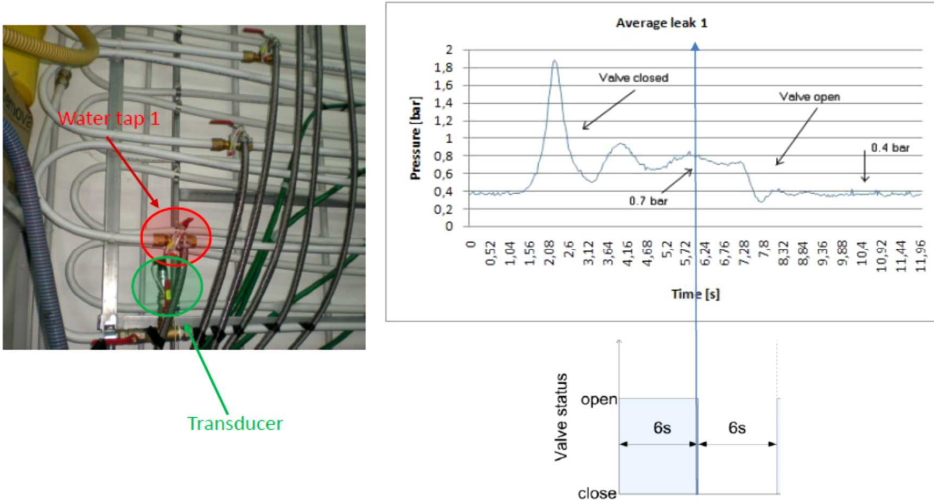 Water tap 1
Transducer
Average leak 1
Pressure [bar]
2
1,8
1,6
1,4
1,2
1
0,8
0,6
0,4
0,2
0
Valve closed
Valve open
0.7 bar
0.4 bar
0 0,52 1,04 1,56 2,08 2,6 3,12 3,64 4,16 4,68 5,2 5,72 6,24 6,76 7,28 7,8 8,32 8,84 9,36 9,88 10,4 10,92 11,44 11,96
Time [s]
Valve status
open
6s 6s
close